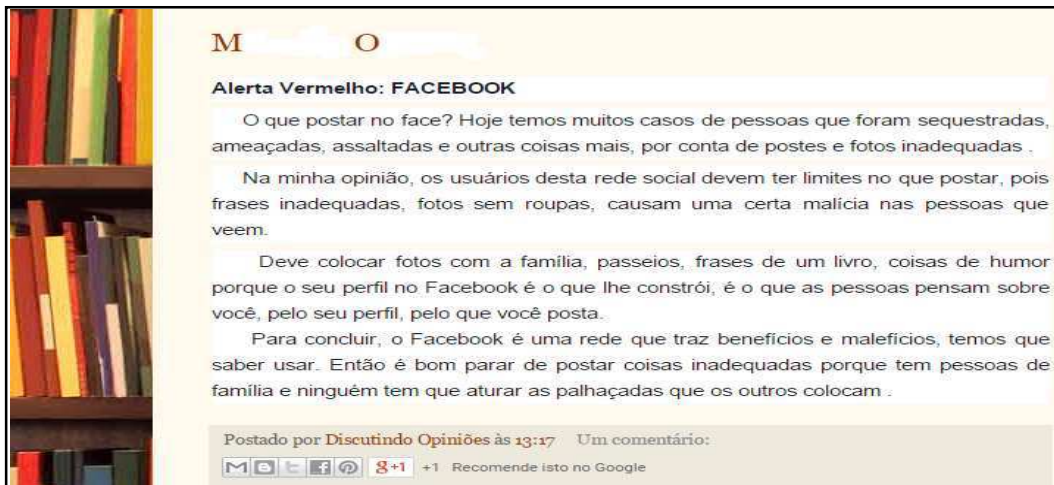 M O
Alerta Vermelho: FACEBOOK
O que postar no face? Hoje temos muitos casos de pessoas que foram sequestradas,
ameaçadas, assaltadas e outras coisas mais, por conta de postes e fotos inadequadas .
Na minha opinião, os usuários desta rede social devem ter limites no que postar, pois
frases inadequadas, fotos sem roupas, causam uma certa malícia nas pessoas que
veem.
Deve colocar fotos com a família, passeios, frases de um livro, coisas de humor
porque o seu perfil no Facebook é o que lhe constrói, é o que as pessoas pensam sobre
você, pelo seu perfil, pelo que você posta.
Para concluir, o Facebook é uma rede que traz benefícios e malefícios, temos que
saber usar. Então é bom parar de postar coisas inadequadas porque tem pessoas de
família e ninguém tem que aturar as palhaçadas que os outros colocam .
Postado por Discutindo Opiniões às 13:17 Um comentário:
g+1 +1 Recomende isto no Google